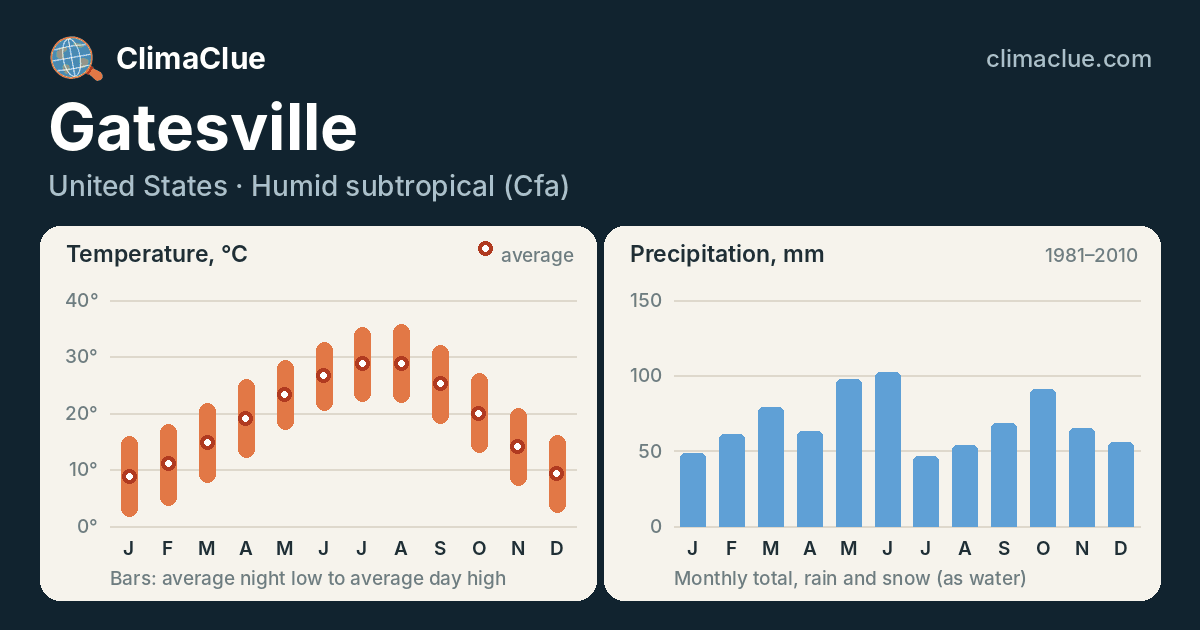 ClimaClue
climaclue.com
Gatesville
United States · Humid subtropical (Cfa)
Temperature, °C
average
40°
30°
20°
10°
0°
J F M A M J J A S O N D
Bars: average night low to average day high
Precipitation, mm
1981–2010
150
100
50
0
J F M A M J J A S O N D
Monthly total, rain and snow (as water)